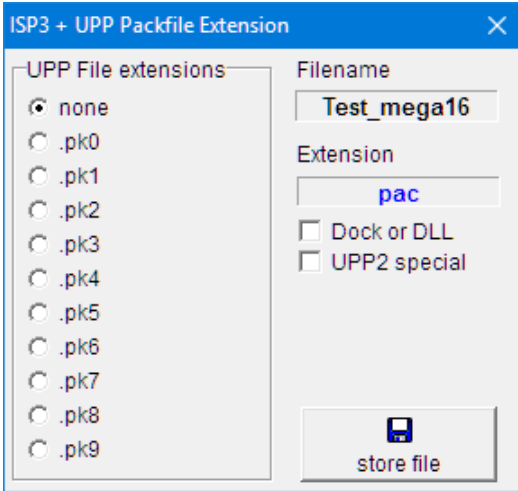 ISP3 + UPP Packfile Extension
UPP File extensions
none
.pk0
.pk1
.pk2
.pk3
.pk4
.pk5
.pk6
.pk7
.pk8
.pk9
Filename
Test_mega16
Extension
pac
Dock or DLL
UPP2 special
store file